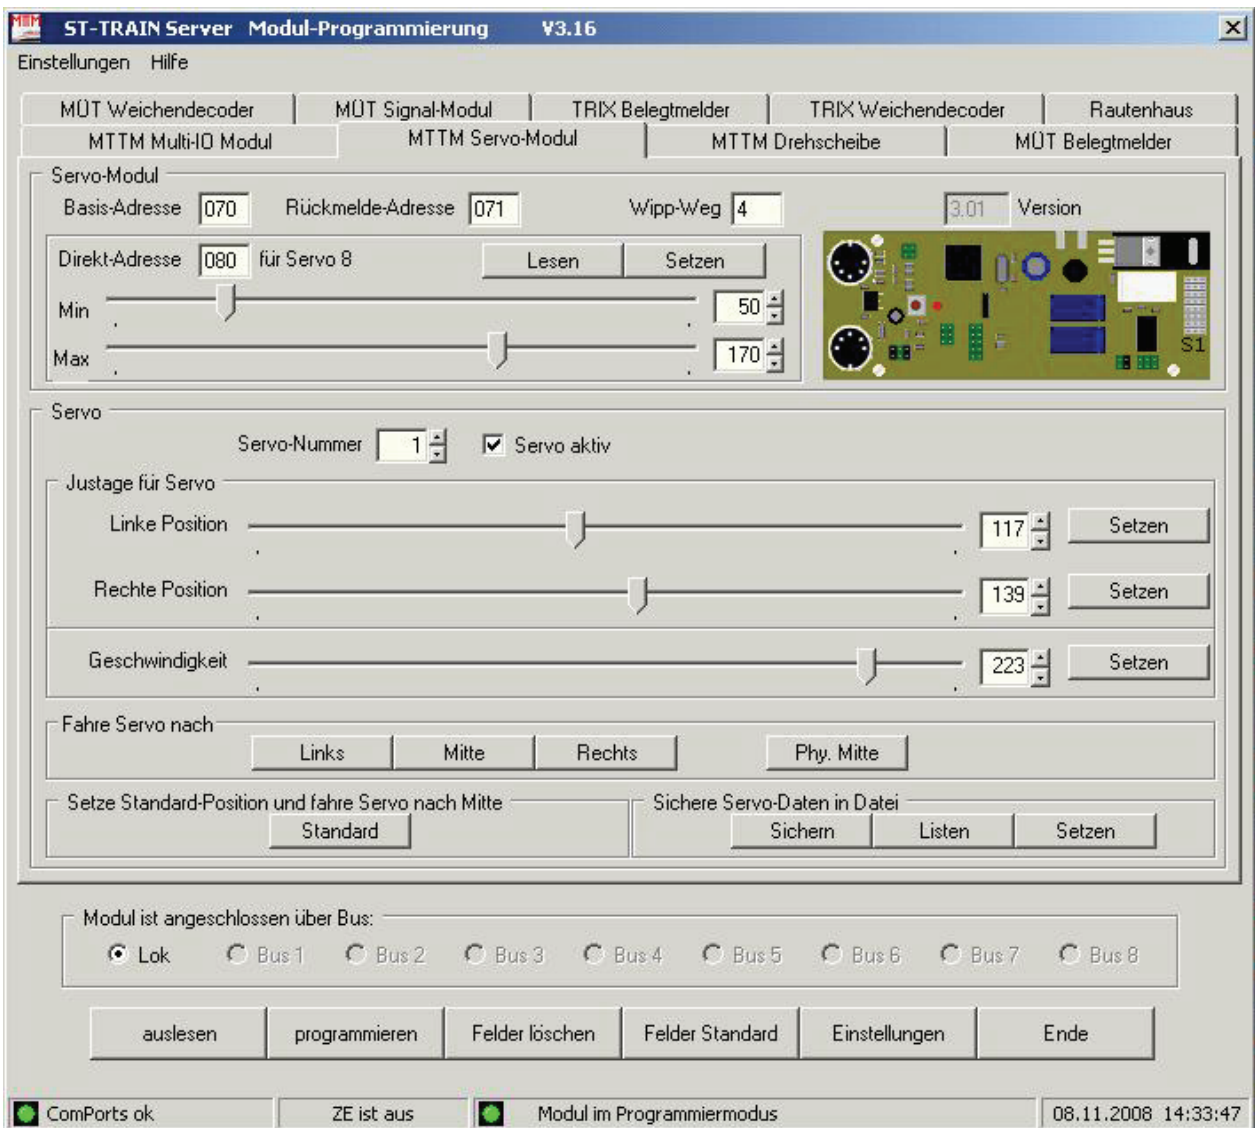 MTTM ST-TRAIN Server Modul-Programmierung V3.16
Einstellungen Hilfe
MÜT Weichendecoder MÜT Signal-Modul TRIX Belegtmelder TRIX Weichendecoder Rautenhaus
MTTM Multi-IO Modul MTTM Servo-Modul MTTM Drehscheibe MÜT Belegtmelder
Servo-Modul
Basis-Adresse 070 Rückmelde-Adresse 071 Wipp-Weg 4 3.01 Version
Direkt-Adresse 080 für Servo 8 Lesen Setzen
Min 50
Max 170
S1
Servo
Servo-Nummer 1 Servo aktiv
Justage für Servo
Linke Position 117 Setzen
Rechte Position 139 Setzen
Geschwindigkeit 223 Setzen
Fahre Servo nach
Links Mitte Rechts Phy. Mitte
Setze Standard-Position und fahre Servo nach Mitte Sichere Servo-Daten in Datei
Standard Sichern Listen Setzen
Modul ist angeschlossen über Bus:
Lok Bus 1 Bus 2 Bus 3 Bus 4 Bus 5 Bus 6 Bus 7 Bus 8
auslesen programmieren Felder löschen Felder Standard Einstellungen Ende
ComPorts ok ZE ist aus Modul im Programmiermodus 08.11.2008 14:33:47